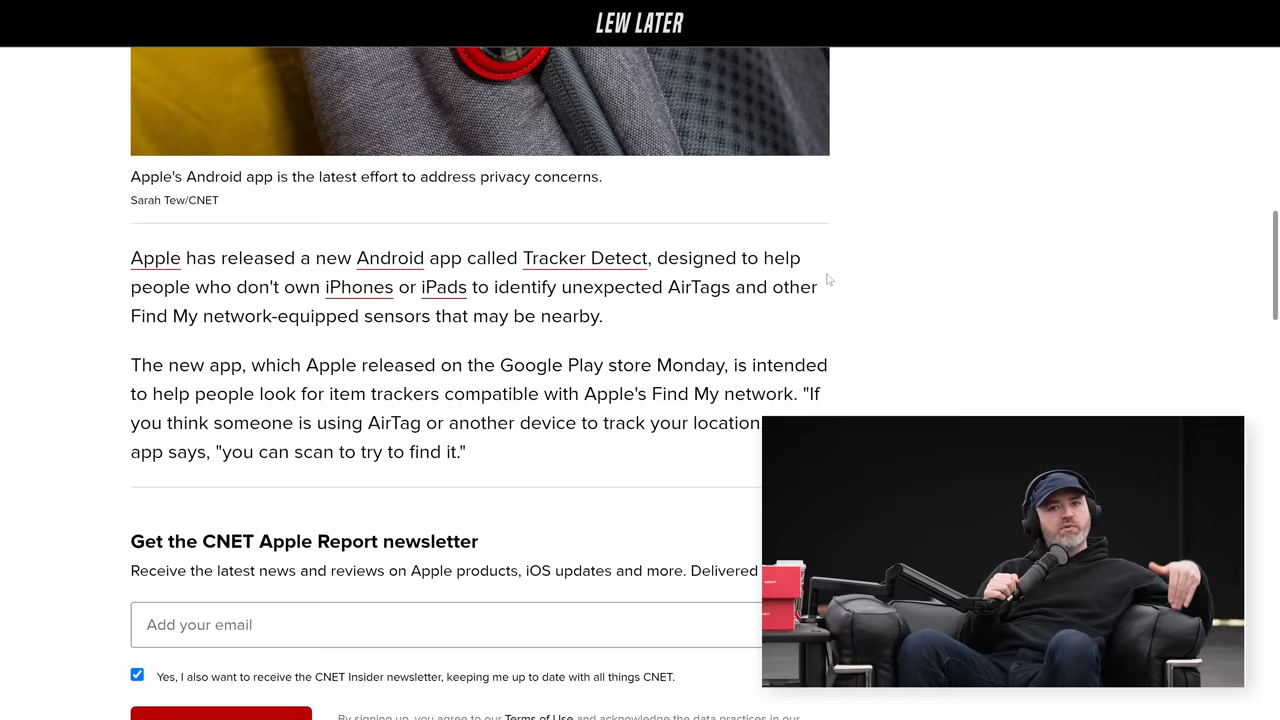 LEW LATER
Apple's Android app is the latest effort to address privacy concerns.
Sarah Tew/CNET
Apple has released a new Android app called Tracker Detect, designed to help
people who don't own iPhones or iPads to identify unexpected AirTags and other
Find My network-equipped sensors that may be nearby.
The new app, which Apple released on the Google Play store Monday, is intended
to help people look for item trackers compatible with Apple's Find My network. "If
you think someone is using AirTag or another device to track your location
app says, "you can scan to try to find it."
Get the CNET Apple Report newsletter
Receive the latest news and reviews on Apple products, iOS updates and more. Delivered
Add your email
Yes, I also want to receive the CNET Insider newsletter, keeping me up to date with all things CNET.
By signing up, you agree to our Terms of Use and acknowledge the data practices in our